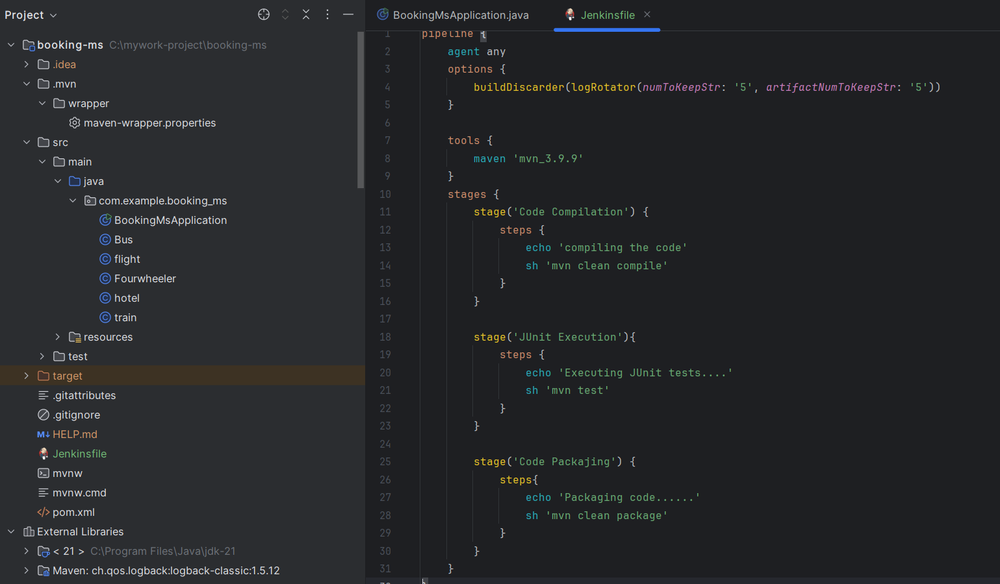 Project
booking-ms C:\mywork-project\booking-ms
.idea
.mvn
wrapper
maven-wrapper.properties
src
main
java
com.example.booking_ms
BookingMsApplication
Bus
flight
Fourwheeler
hotel
train
resources
test
target
.gitattributes
.gitignore
HELP.md
Jenkinsfile
mvnw
mvnw.cmd
pom.xml
External Libraries
< 21 > C:\Program Files\Java\jdk-21
Maven: ch.qos.logback:logback-classic:1.5.12
BookingMsApplication.java Jenkinsfile
1 pipeline {
2 agent any
3 options {
4 buildDiscarder(logRotator(numToKeepStr: '5', artifactNumToKeepStr: '5'))
5 }
6
7 tools {
8 maven 'mvn_3.9.9'
9 }
10 stages {
11 stage('Code Compilation') {
12 steps {
13 echo 'compiling the code'
14 sh 'mvn clean compile'
15 }
16 }
17
18 stage('JUnit Execution'){
19 steps {
20 echo 'Executing JUnit tests....'
21 sh 'mvn test'
22 }
23 }
24
25 stage('Code Packajing') {
26 steps{
27 echo 'Packaging code......'
28 sh 'mvn clean package'
29 }
30 }
31 }